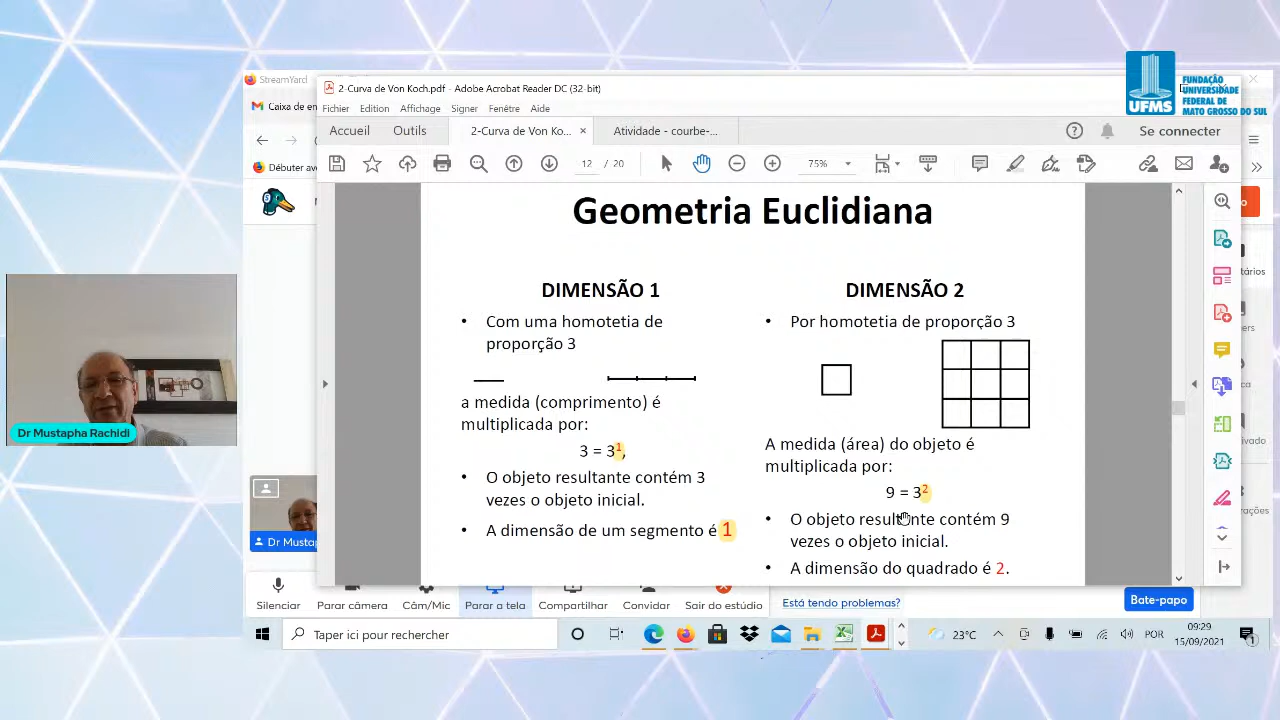 StreamYard
2-Curva de Von Koch.pdf - Adobe Acrobat Reader DC (32-bit)
UFMS
FUNDAÇÃO
UNIVERSIDADE
FEDERAL DE
MATO GROSSO DO SUL
Caixa de en
Fichier Edition Affichage Signer Fenêtre Aide
Accueil Outils 2-Curva de Von Ko... × Atividade - courbe-... Se connecter
12 / 20 75%
Débuter av
Geometria Euclidiana
DIMENSÃO 1
• Com uma homotetia de
proporção 3
a medida (comprimento) é
multiplicada por:
3 = 3¹,
• O objeto resultante contém 3
vezes o objeto inicial.
• A dimensão de um segmento é 1
DIMENSÃO 2
• Por homotetia de proporção 3
A medida (área) do objeto é
multiplicada por:
9 = 3²
• O objeto resultante contém 9
vezes o objeto inicial.
• A dimensão do quadrado é 2.
Dr Mustapha Rachidi
Dr Mustap
Silenciar Parar câmera Câm/Mic Parar a tela Compartilhar Convidar Sair do estúdio
Está tendo problemas?
Bate-papo
Taper ici pour rechercher
23°C
POR
09:29
15/09/2021